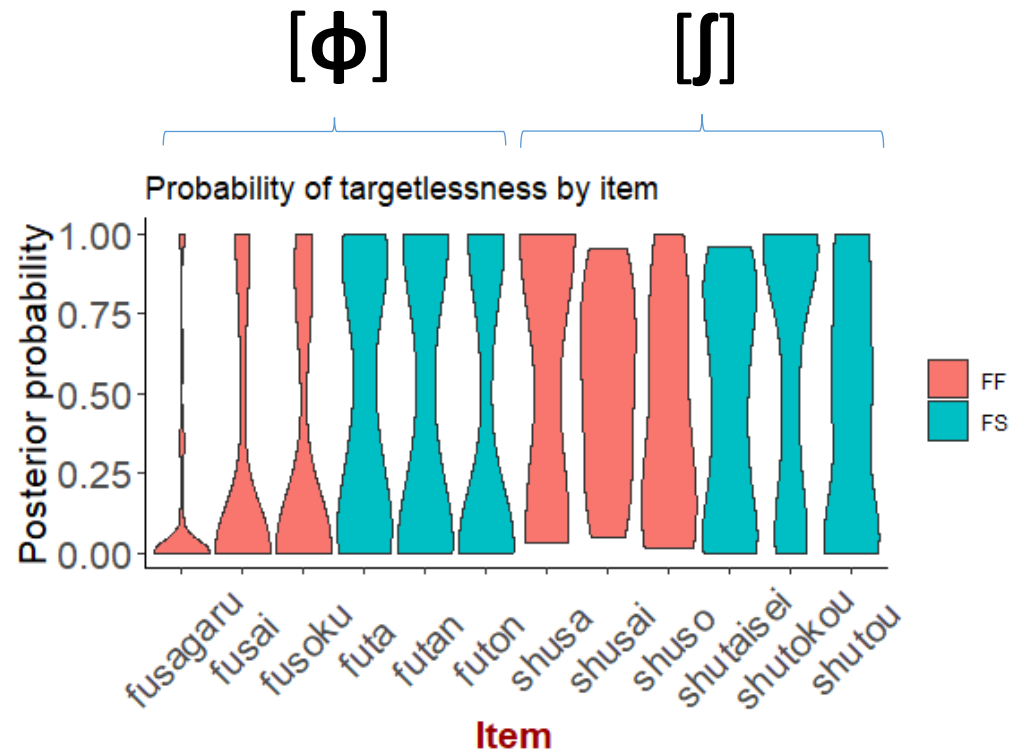 [ɸ] [ʃ]
Probability of targetlessness by item
Posterior probability
1.00
0.75
0.50
0.25
0.00
fusagaru fusai fusoku futa futan futon shusa shusai shuso shutaisei shutokou shutou
Item
FF
FS